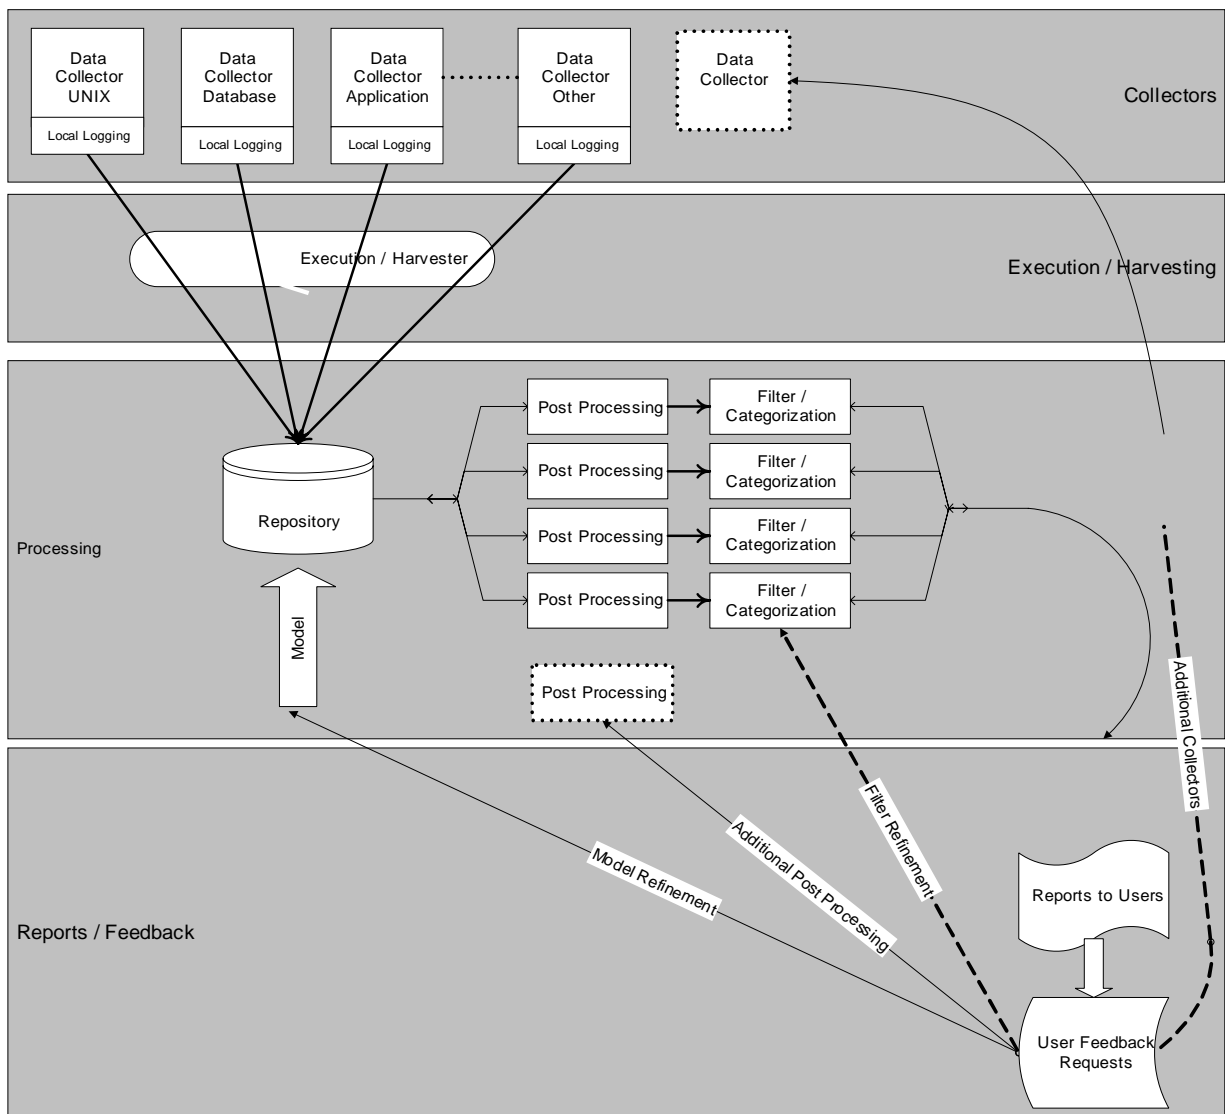 Data
Collector
UNIX
Local Logging
Data
Collector
Database
Local Logging
Data
Collector
Application
Local Logging
Data
Collector
Other
Local Logging
Data
Collector
Collectors
Execution / Harvester
Execution / Harvesting
Processing
Repository
Model
Post Processing
Filter /
Categorization
Post Processing
Filter /
Categorization
Post Processing
Filter /
Categorization
Post Processing
Filter /
Categorization
Post Processing
Additional Collectors
Filter Refinement
Additional Post Processing
Model Refinement
Reports / Feedback
Reports to Users
User Feedback
Requests